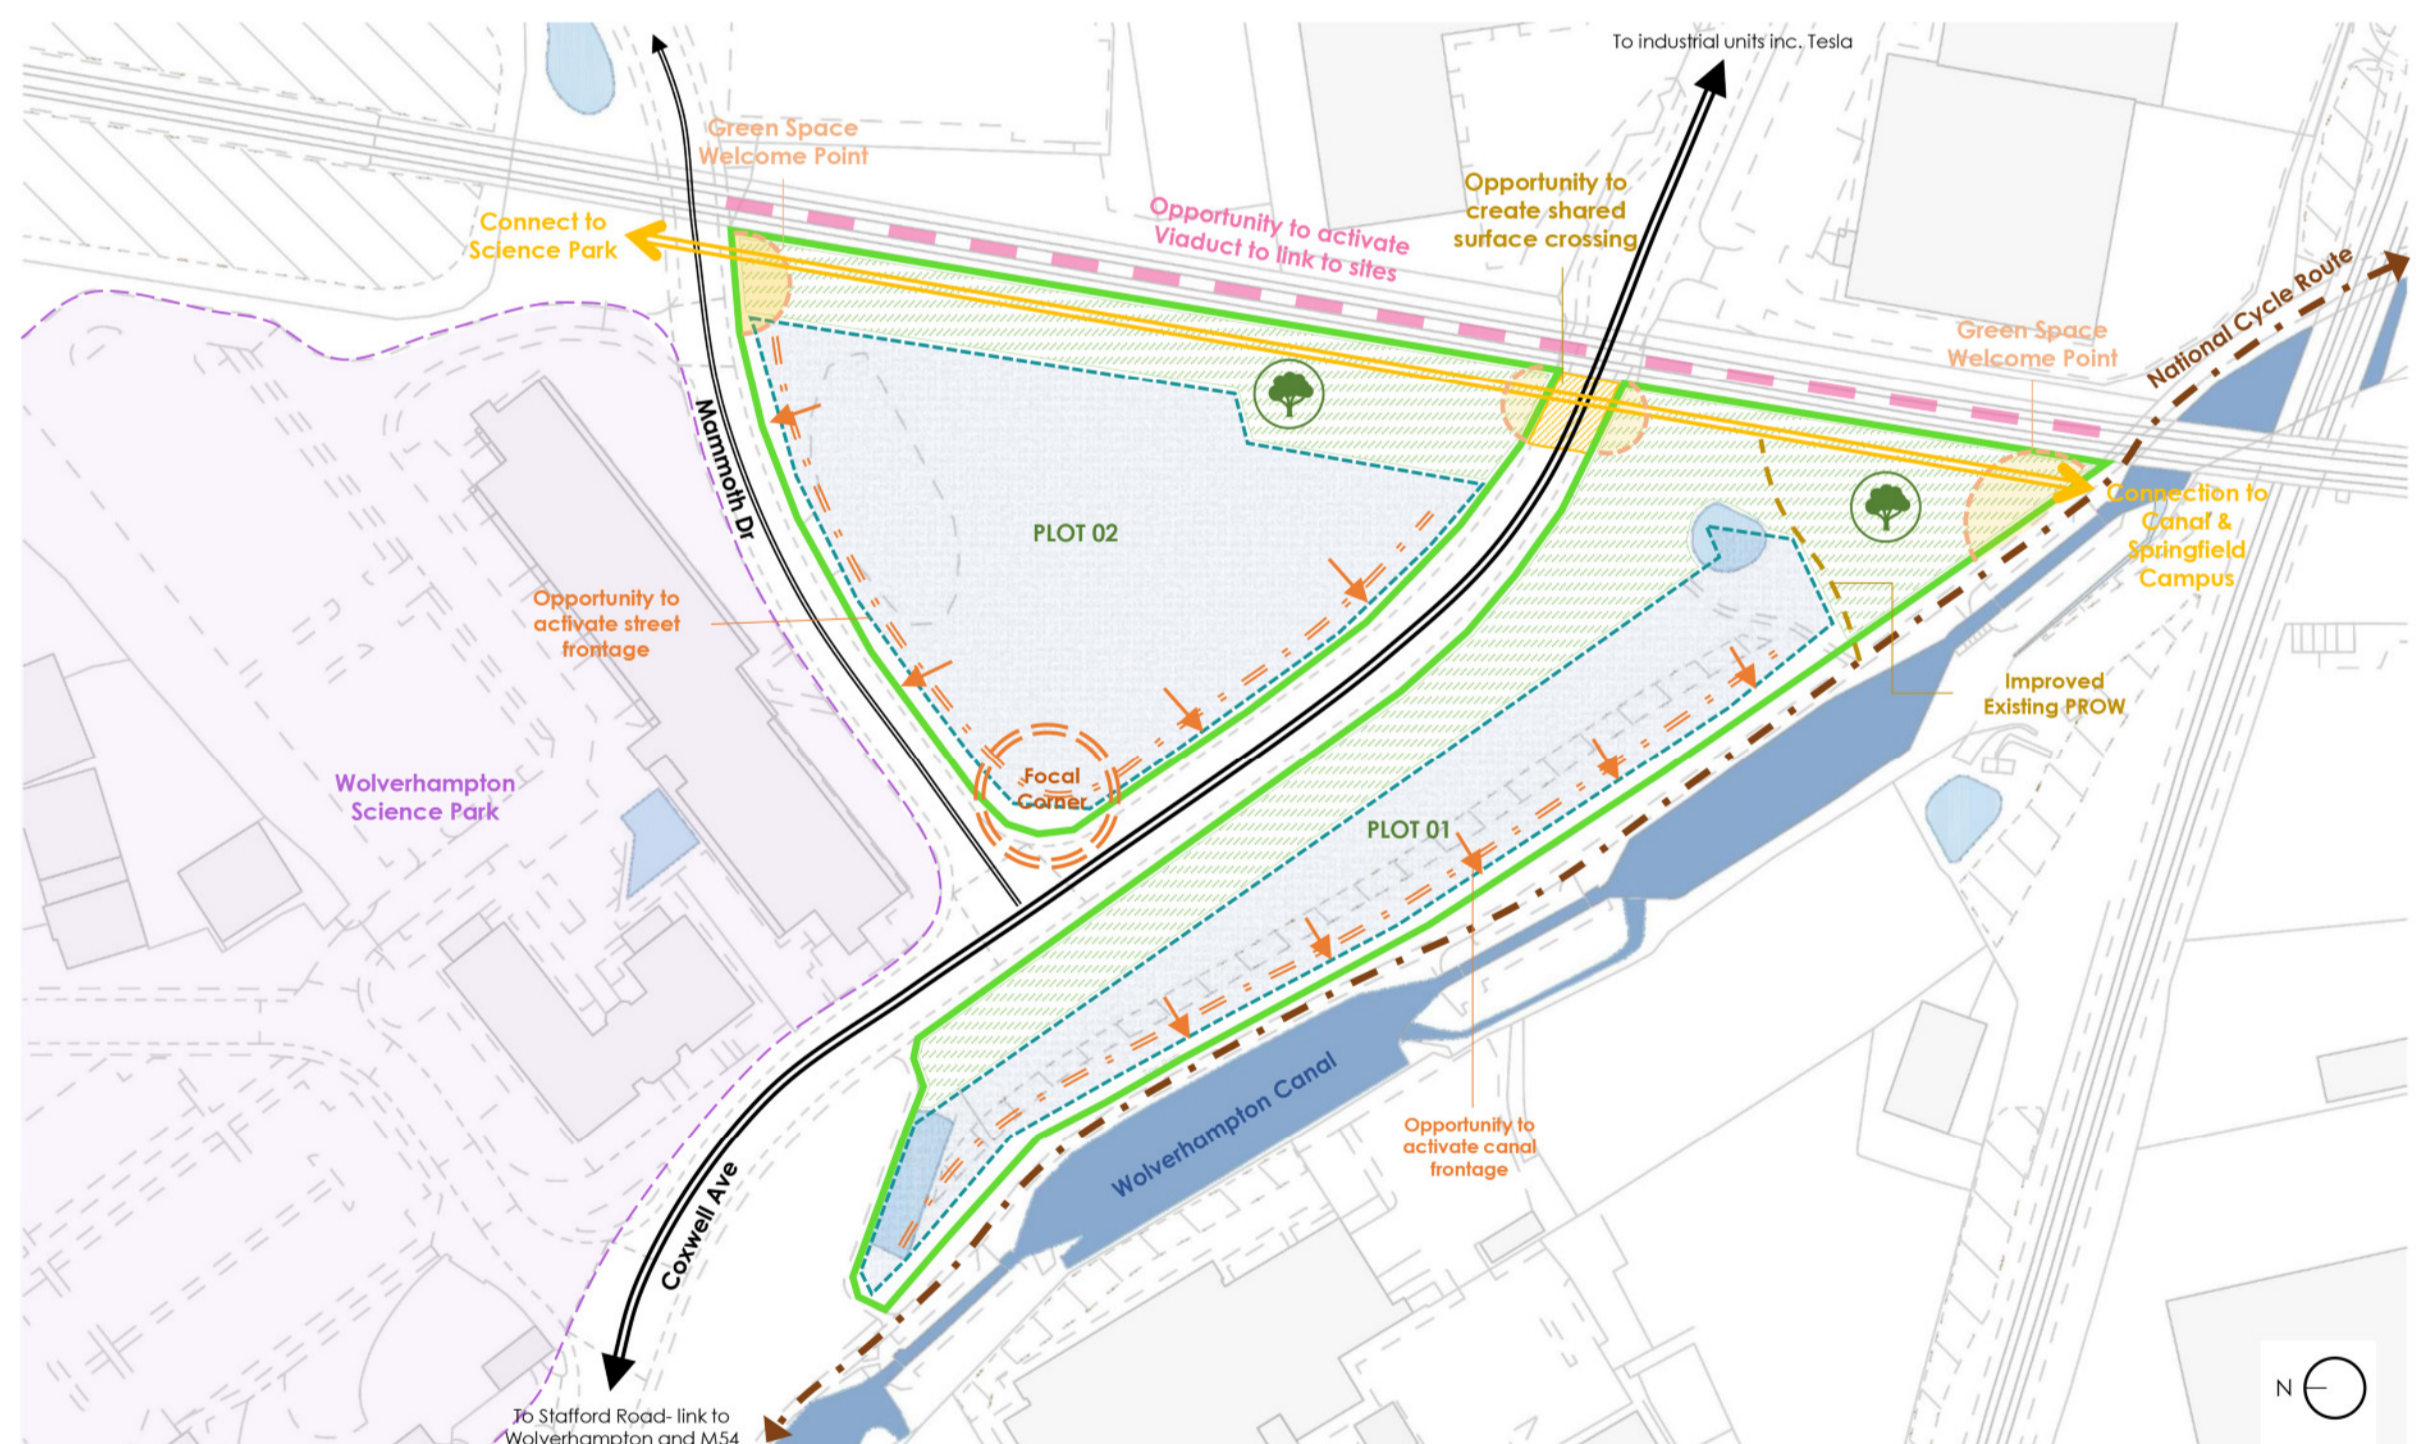 To industrial units inc. Tesla
Green Space
Welcome Point
Opportunity to
create shared
surface crossing
Opportunity to activate
Viaduct to link to sites
Connect to
Science Park
National Cycle Route
Green Space
Welcome Point
Mammoth Dr
PLOT 02
Connection to
Canal &
Springfield
Campus
Opportunity to
activate street
frontage
Improved
Existing PROW
Focal
Corner
Wolverhampton
Science Park
PLOT 01
Wolverhampton Canal
Opportunity to
activate canal
frontage
Coxwell Ave
N
To Stafford Road- link to
Wolverhampton and M54